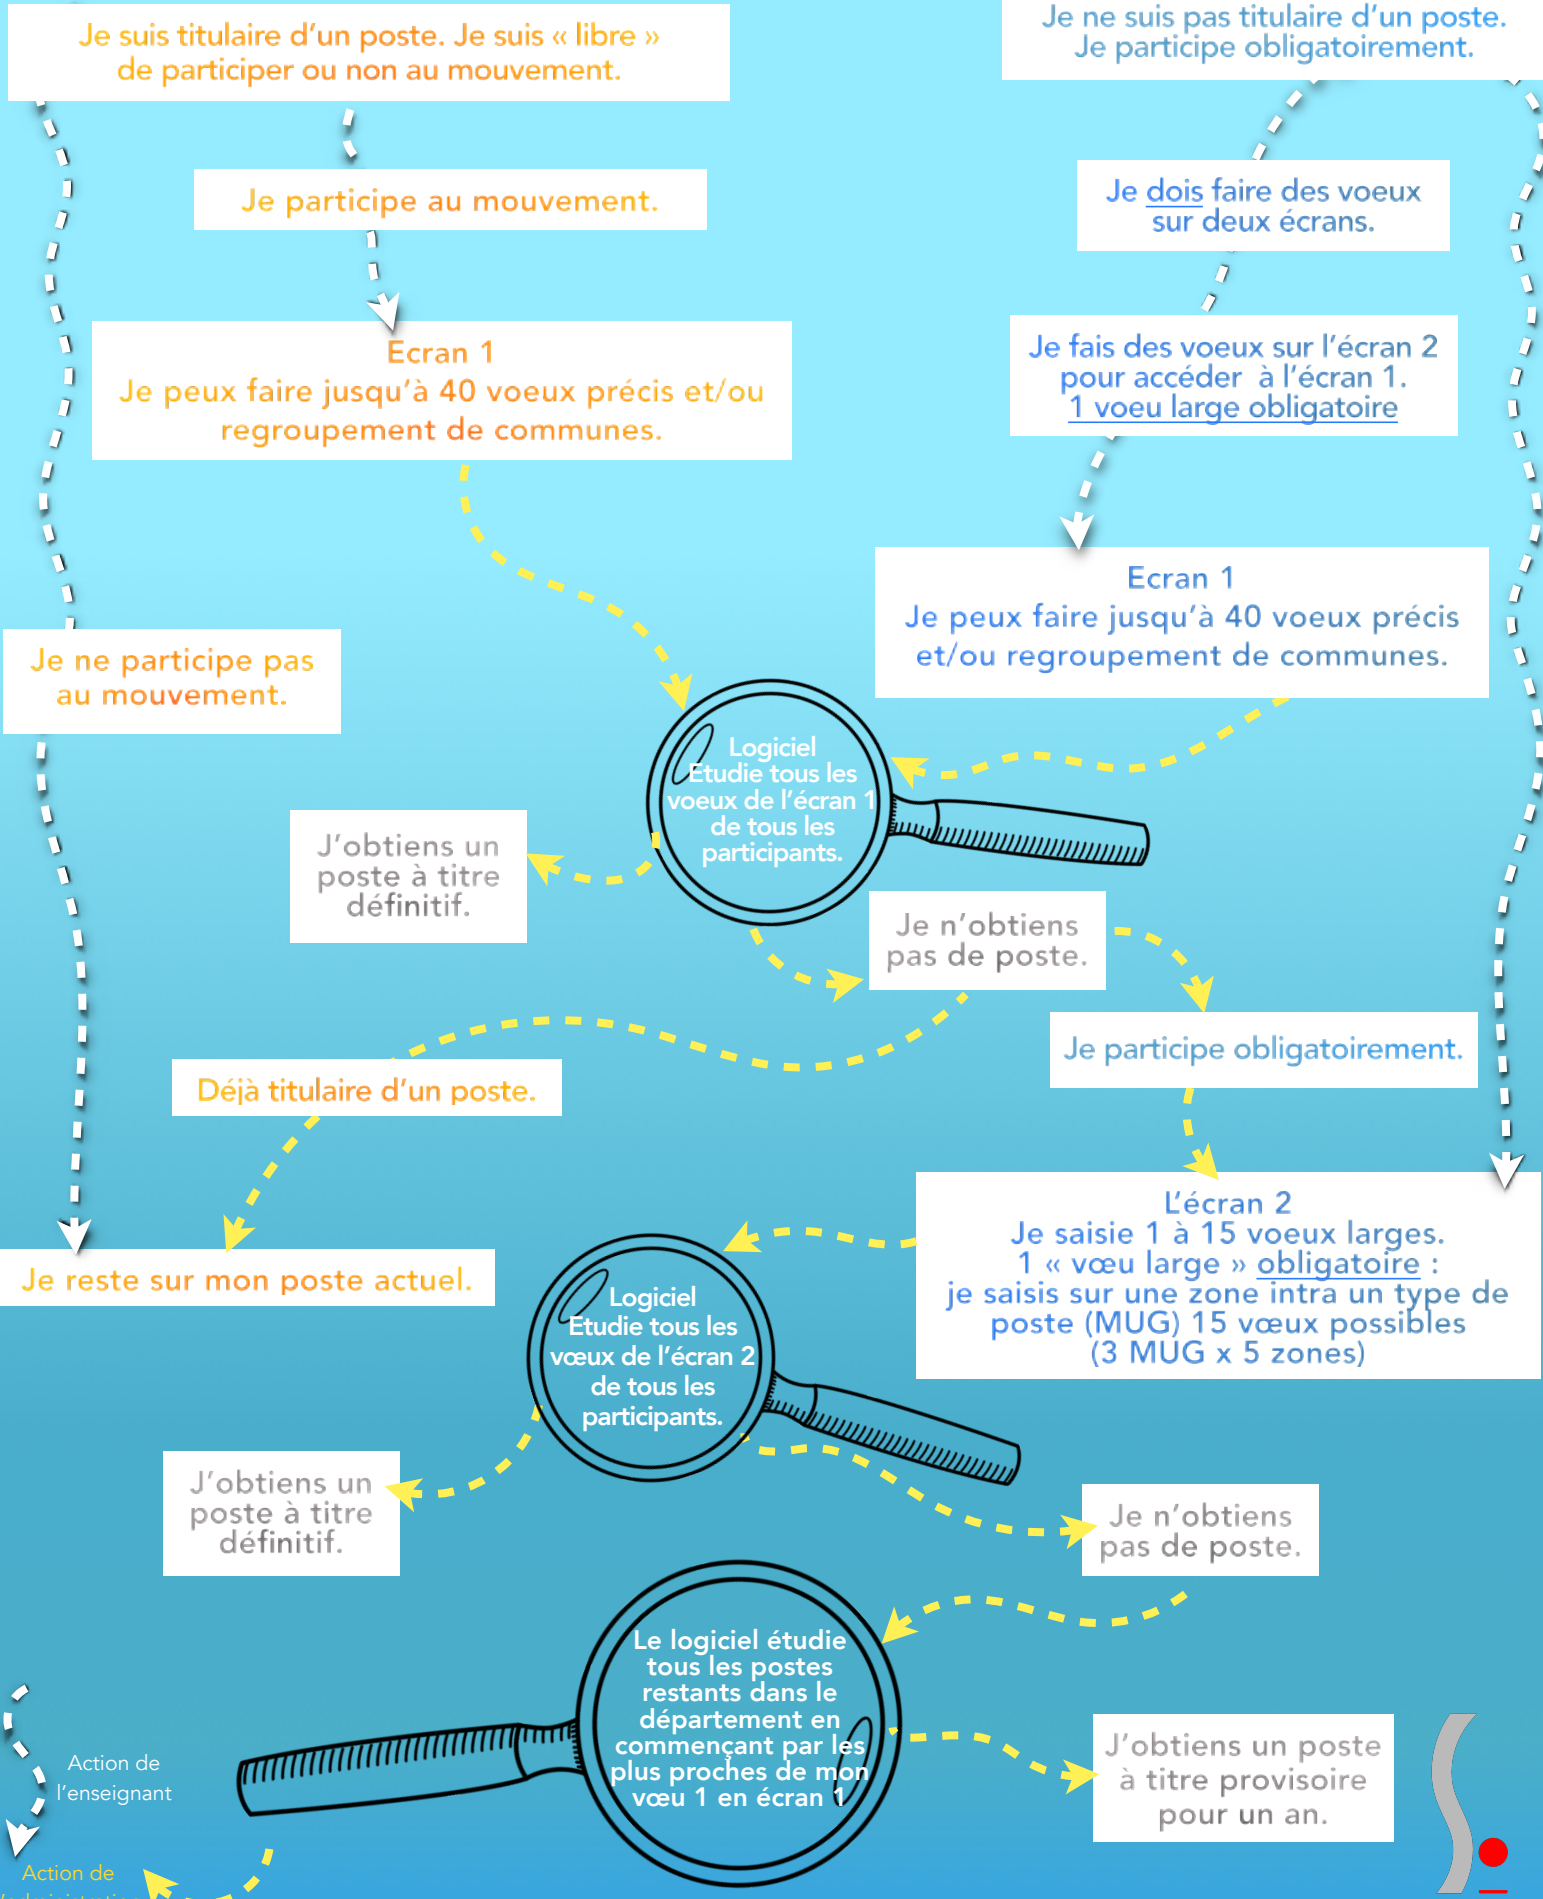 Je suis titulaire d'un poste. Je suis « libre »
de participer ou non au mouvement.
Je ne suis pas titulaire d'un poste.
Je participe obligatoirement.
Je participe au mouvement.
Je dois faire des voeux
sur deux écrans.
Ecran 1
Je peux faire jusqu'à 40 voeux précis et/ou
regroupement de communes.
Je fais des voeux sur l'écran 2
pour accéder à l'écran 1.
1 voeu large obligatoire
Ecran 1
Je peux faire jusqu'à 40 voeux précis
et/ou regroupement de communes.
Je ne participe pas
au mouvement.
Logiciel
Etudie tous les
voeux de l'écran 1
de tous les
participants.
J'obtiens un
poste à titre
définitif.
Je n'obtiens
pas de poste.
Je participe obligatoirement.
Déjà titulaire d'un poste.
L'écran 2
Je saisie 1 à 15 voeux larges.
1 « vœu large » obligatoire :
je saisis sur une zone intra un type de
poste (MUG) 15 vœux possibles
(3 MUG x 5 zones)
Je reste sur mon poste actuel.
Logiciel
Etudie tous les
vœux de l'écran 2
de tous les
participants.
J'obtiens un
poste à titre
définitif.
Je n'obtiens
pas de poste.
Le logiciel étudie
tous les postes
restants dans le
département en
commençant par les
plus proches de mon
vœu 1 en écran 1
J'obtiens un poste
à titre provisoire
pour un an.
Action de
l'enseignant
Action de